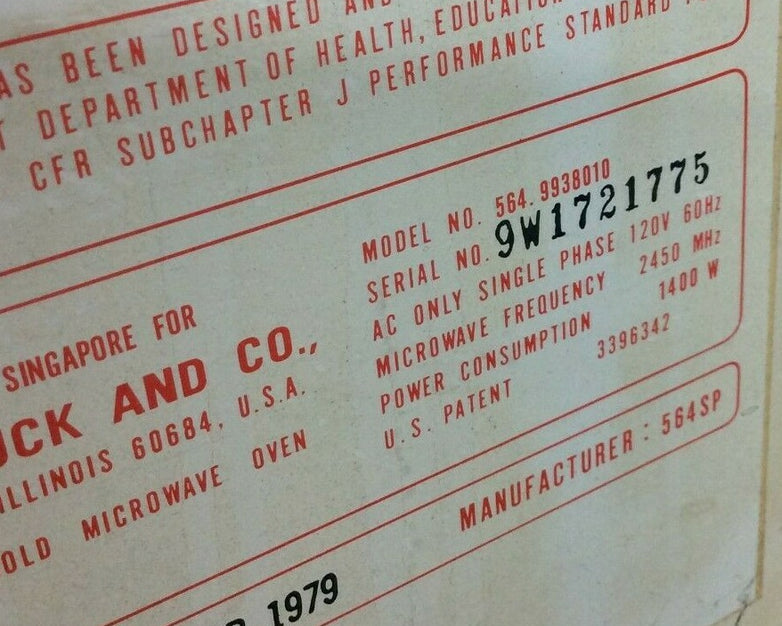 AS BEEN DESIGNED AND
DEPARTMENT OF HEALTH, EDUCATION
CFR SUBCHAPTER J PERFORMANCE STANDARD
SINGAPORE FOR
UCK AND CO.,
ILLINOIS 60684, U.S.A.
OLD MICROWAVE OVEN
MODEL NO. 564.9938010
SERIAL NO. 9W1721775
AC ONLY SINGLE PHASE 120V 60Hz
MICROWAVE FREQUENCY 2450 MHz
POWER CONSUMPTION 1400 W
U.S. PATENT 3396342
MANUFACTURER: 564SP
1979